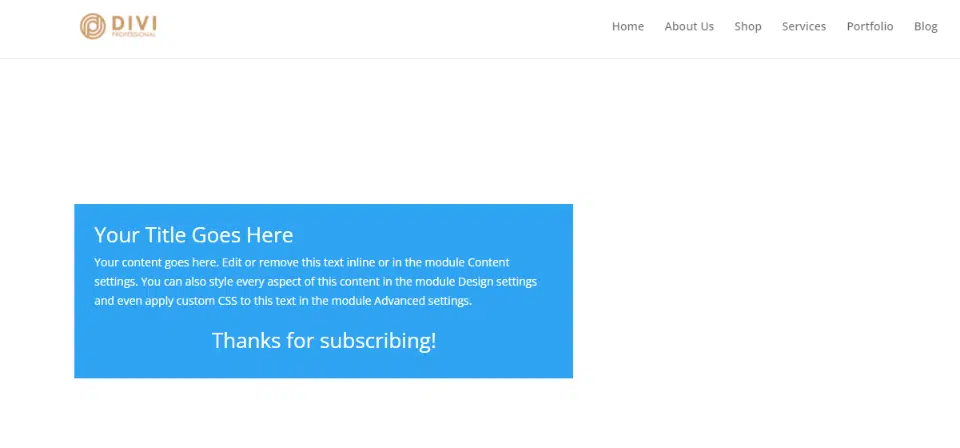 DIVI
PROFESSIONAL
Home About Us Shop Services Portfolio Blog
Your Title Goes Here
Your content goes here. Edit or remove this text inline or in the module Content
settings. You can also style every aspect of this content in the module Design settings
and even apply custom CSS to this text in the module Advanced settings.
Thanks for subscribing!